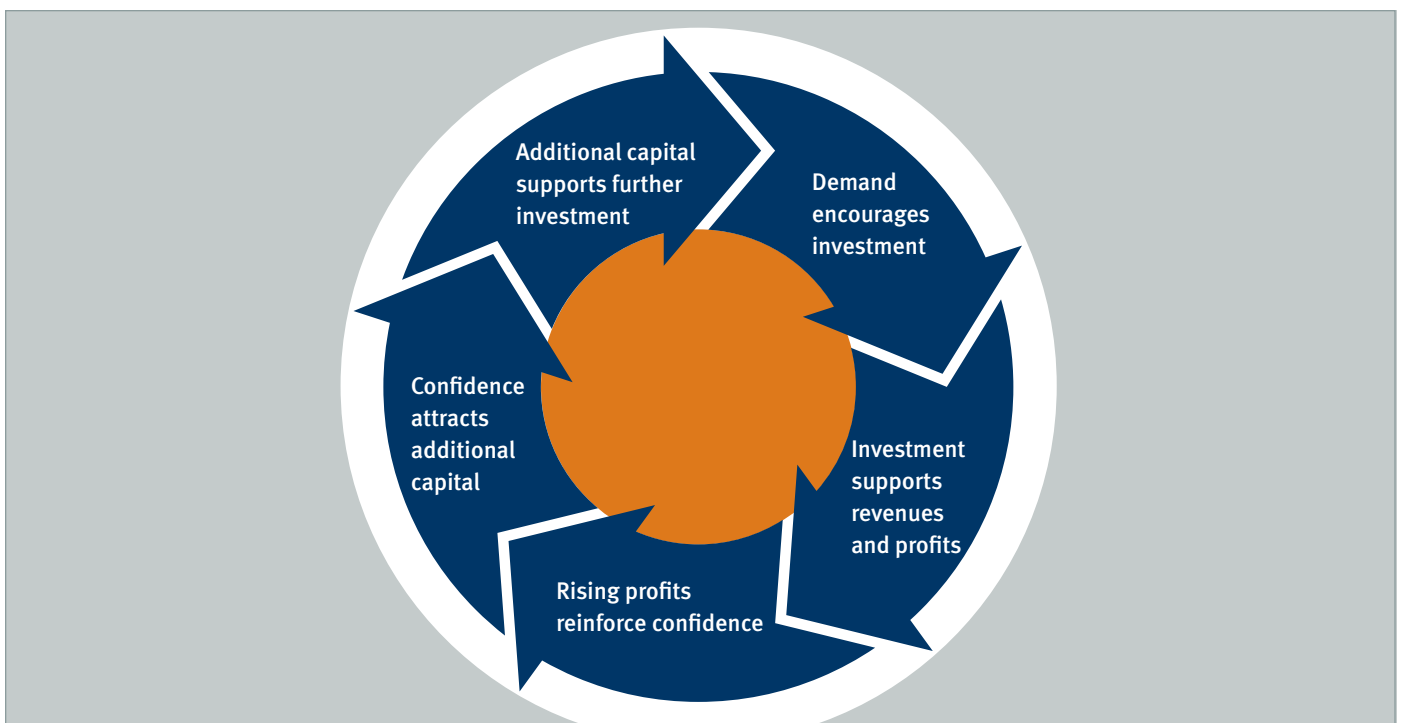 Additional capital
supports further
investment
Demand
encourages
investment
Investment
supports
revenues
and profits
Rising profits
reinforce confidence
Confidence
attracts
additional
capital